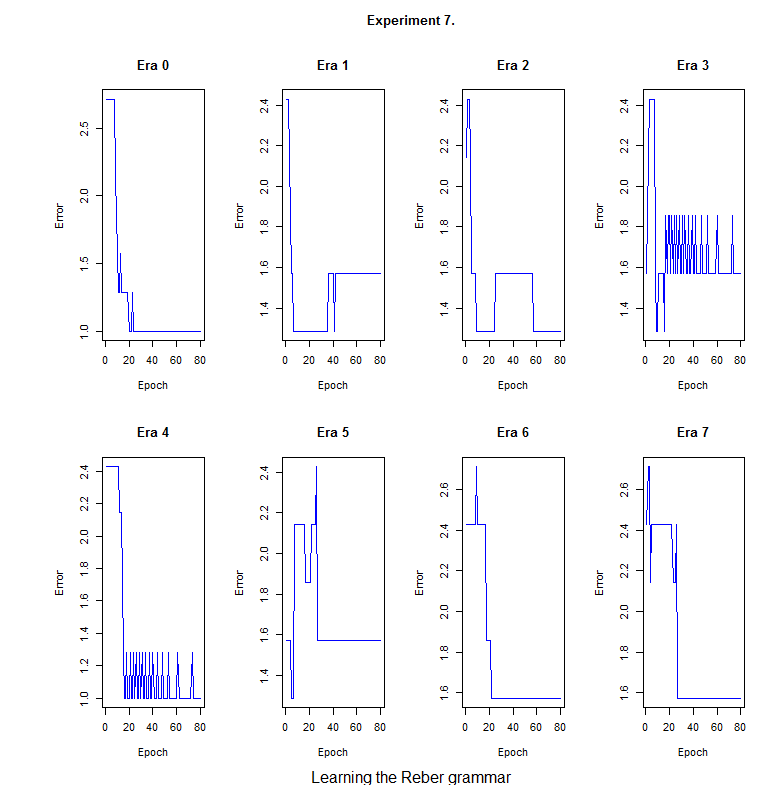 Experiment 7.
Era 0 Era 1 Era 2 Era 3
Error 1.0 1.5 2.0 2.5
Error 1.4 1.6 1.8 2.0 2.2 2.4
Error 1.4 1.6 1.8 2.0 2.2 2.4
Error 1.4 1.6 1.8 2.0 2.2 2.4
0 20 40 60 80 0 20 40 60 80 0 20 40 60 80 0 20 40 60 80
Epoch Epoch Epoch Epoch
Era 4 Era 5 Era 6 Era 7
Error 1.0 1.2 1.4 1.6 1.8 2.0 2.2 2.4
Error 1.4 1.6 1.8 2.0 2.2 2.4
Error 1.6 1.8 2.0 2.2 2.4 2.6
Error 1.6 1.8 2.0 2.2 2.4 2.6
0 20 40 60 80 0 20 40 60 80 0 20 40 60 80 0 20 40 60 80
Epoch Epoch Epoch Epoch
Learning the Reber grammar